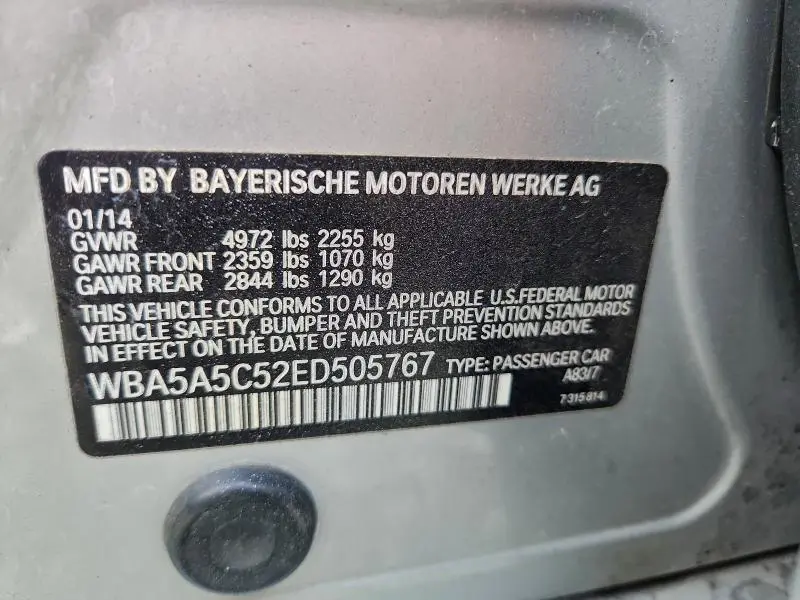 MFD BY BAYERISCHE MOTOREN WERKE AG
01/14
GVWR 4972 lbs 2255 kg
GAWR FRONT 2359 lbs 1070 kg
GAWR REAR 2844 lbs 1290 kg
THIS VEHICLE CONFORMS TO ALL APPLICABLE U.S.FEDERAL MOTOR
VEHICLE SAFETY, BUMPER AND THEFT PREVENTION STANDARDS
IN EFFECT ON THE DATE OF MANUFACTURE SHOWN ABOVE.
WBA5A5C52ED505767 TYPE: PASSENGER CAR
A83/7
7 315 814